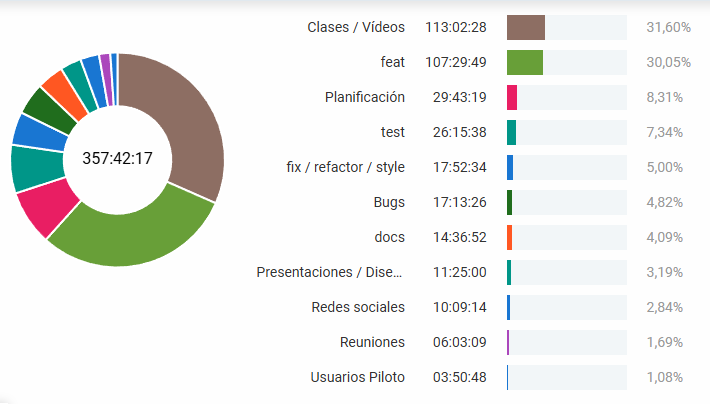 357:42:17
Clases / Vídeos 113:02:28 31,60%
feat 107:29:49 30,05%
Planificación 29:43:19 8,31%
test 26:15:38 7,34%
fix / refactor / style 17:52:34 5,00%
Bugs 17:13:26 4,82%
docs 14:36:52 4,09%
Presentaciones / Dise... 11:25:00 3,19%
Redes sociales 10:09:14 2,84%
Reuniones 06:03:09 1,69%
Usuarios Piloto 03:50:48 1,08%